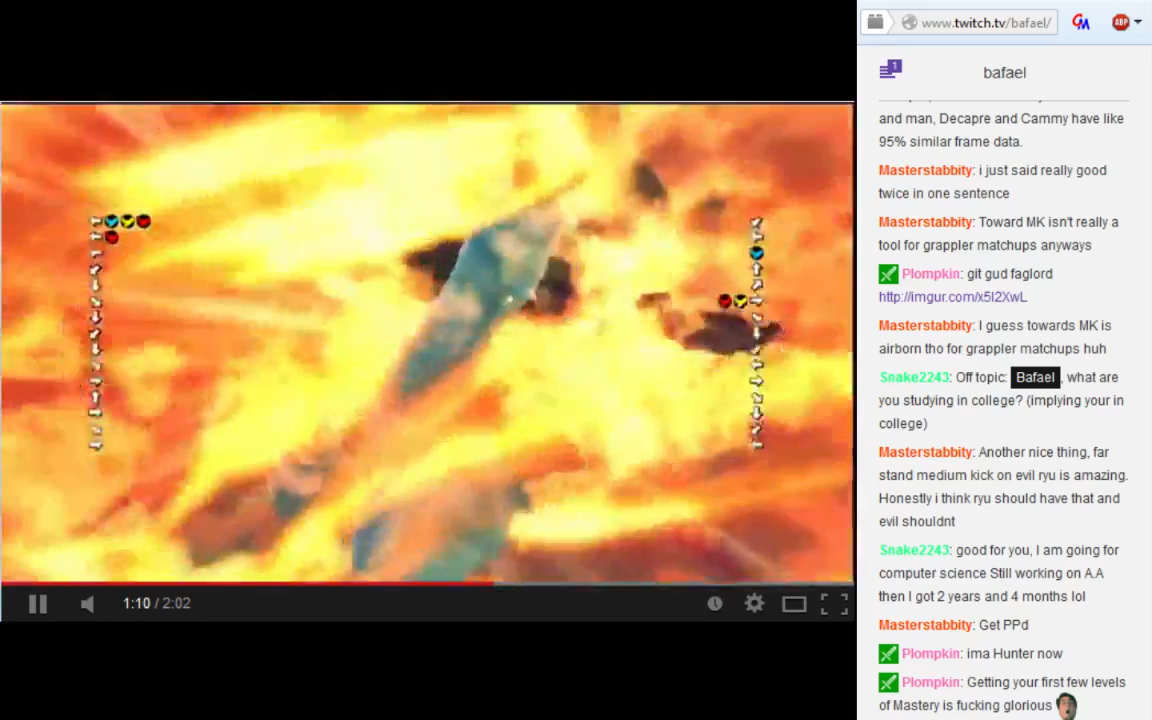 www.twitch.tv/bafael/
GM
ABP
1
bafael
and man, Decapre and Cammy have like
95% similar frame data.
Masterstabbity: i just said really good
twice in one sentence
Masterstabbity: Toward MK isn't really a
tool for grappler matchups anyways
Plompkin: git gud faglord
http://imgur.com/x5I2XwL
Masterstabbity: I guess towards MK is
airborn tho for grappler matchups huh
Snake2243: Off topic: Bafael, what are
you studying in college? (implying your in
college)
Masterstabbity: Another nice thing, far
stand medium kick on evil ryu is amazing.
Honestly i think ryu should have that and
evil shouldnt
Snake2243: good for you, I am going for
computer science Still working on A.A
then I got 2 years and 4 months lol
Masterstabbity: Get PPd
Plompkin: ima Hunter now
Plompkin: Getting your first few levels
of Mastery is fucking glorious
1:10 / 2:02